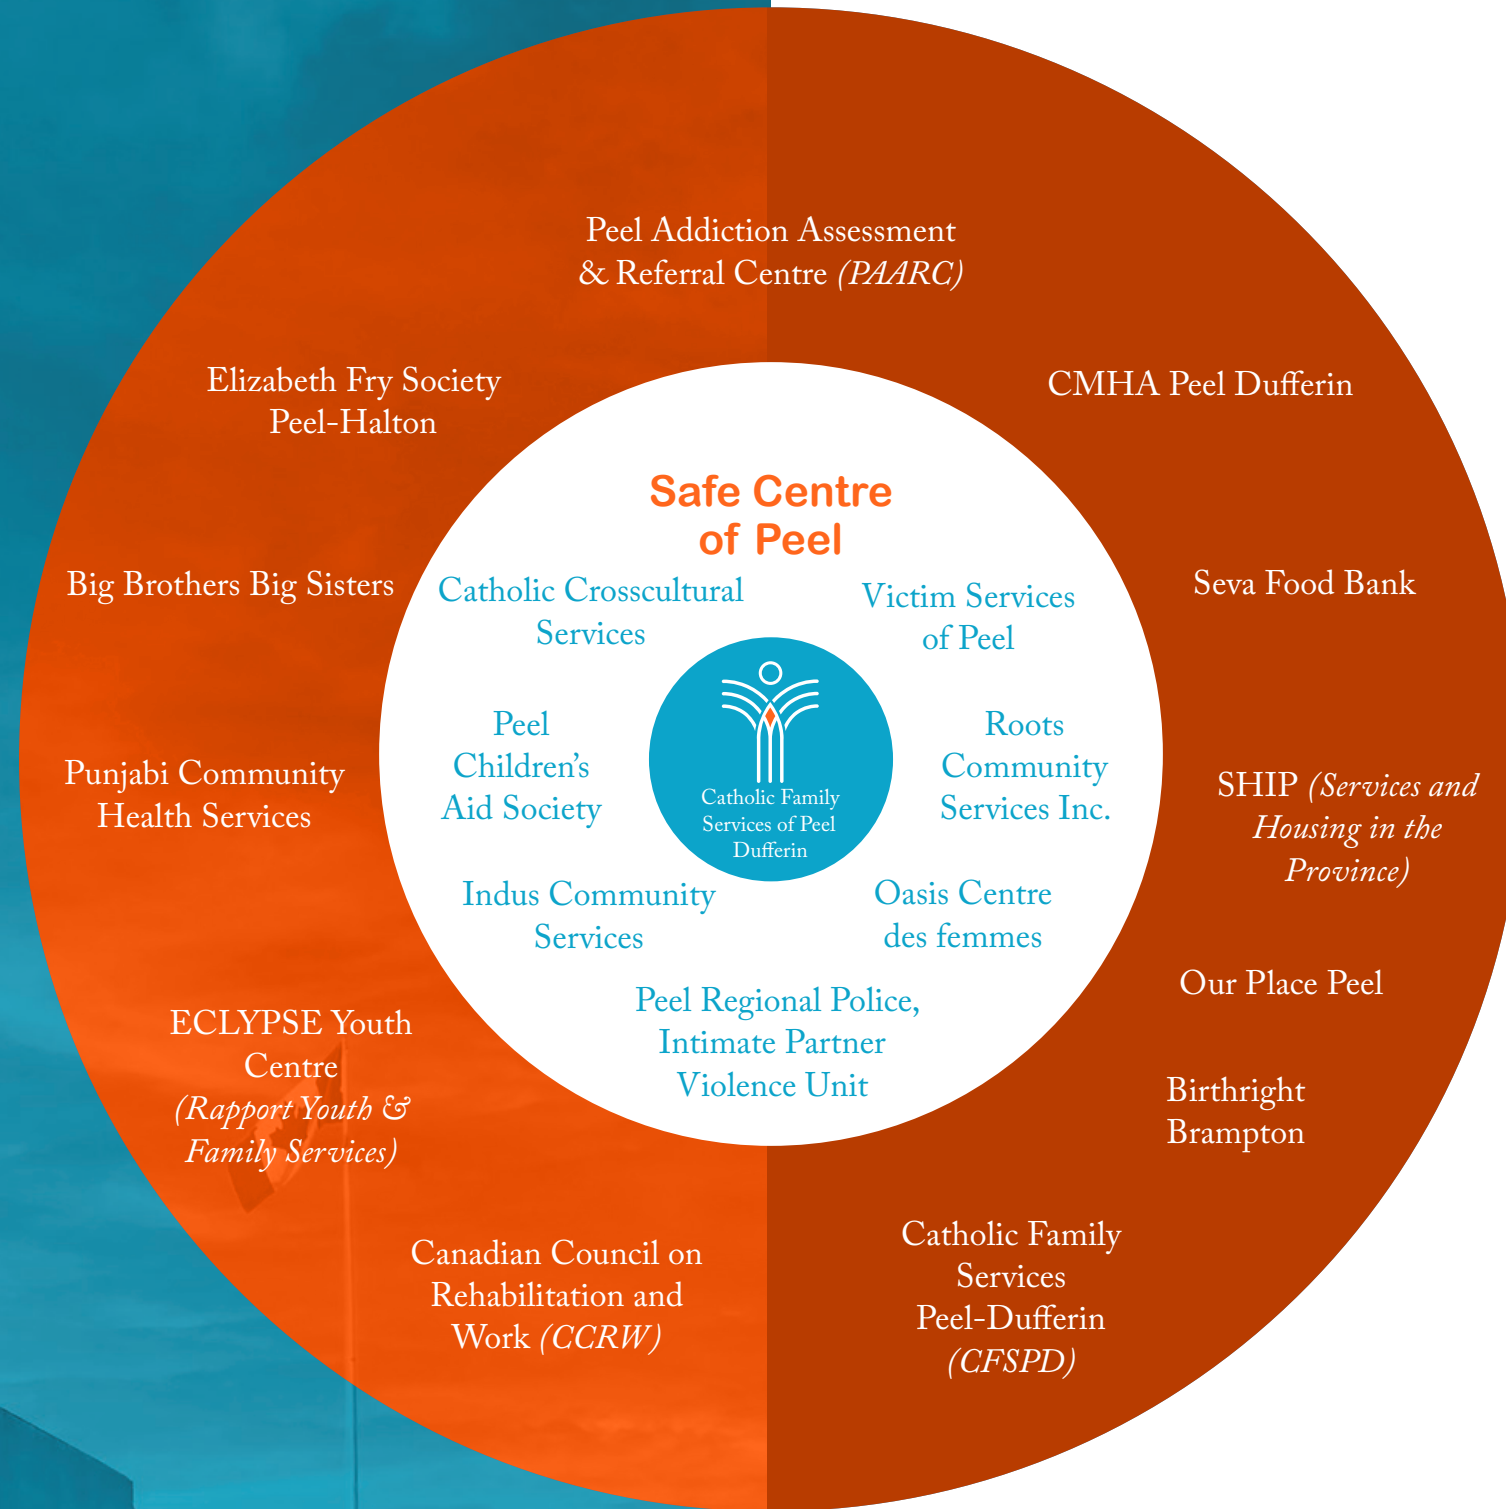 Peel Addiction Assessment
& Referral Centre (PAARC)
Elizabeth Fry Society
Peel-Halton
CMHA Peel Dufferin
Big Brothers Big Sisters
Seva Food Bank
Punjabi Community
Health Services
SHIP (Services and
Housing in the
Province)
Our Place Peel
ECLYPSE Youth
Centre
(Rapport Youth &
Family Services)
Birthright
Brampton
Canadian Council on
Rehabilitation and
Work (CCRW)
Catholic Family
Services
Peel-Dufferin
(CFSPD)
Safe Centre
of Peel
Catholic Crosscultural
Services
Victim Services
of Peel
Peel
Children's
Aid Society
Roots
Community
Services Inc.
Indus Community
Services
Oasis Centre
des femmes
Peel Regional Police,
Intimate Partner
Violence Unit
Catholic Family
Services of Peel
Dufferin